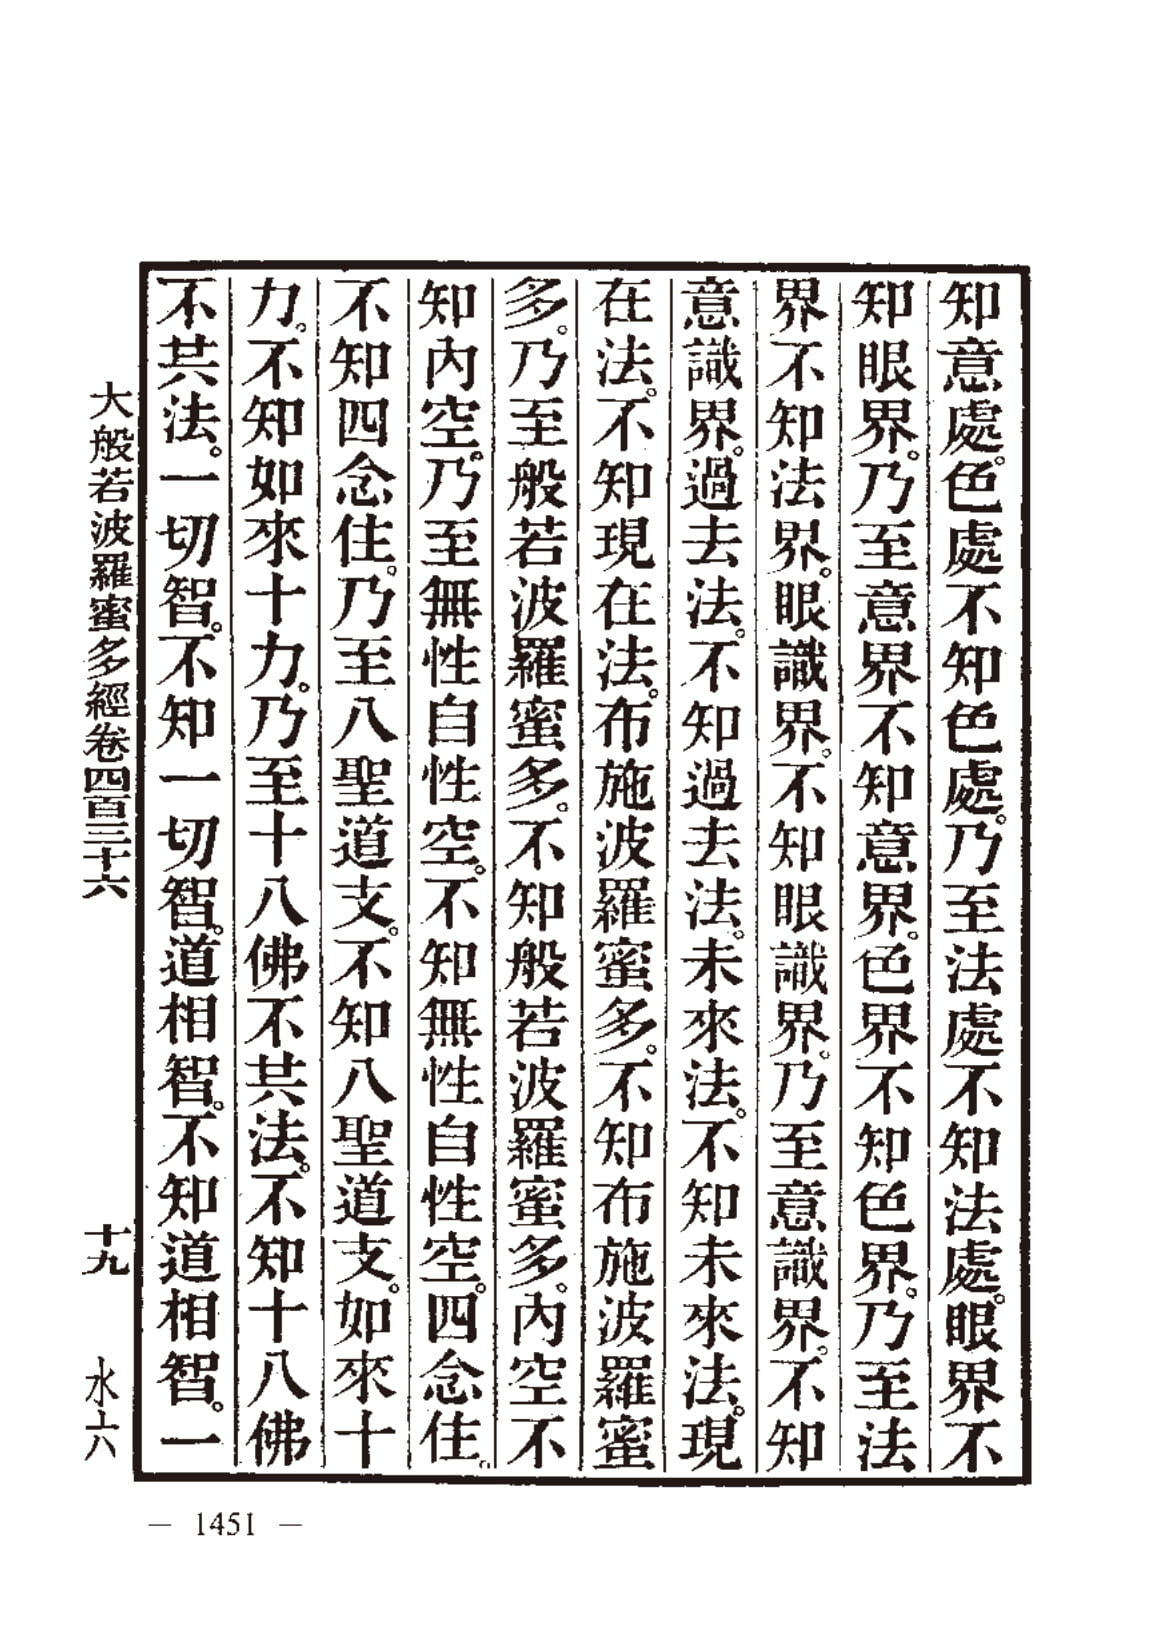 知意處。色處不知色處。乃至法處不知法處。眼界不
知眼界。乃至意界不知意界。色界不知色界。乃至法
界不知法界。眼識界。不知眼識界。乃至意識界。不知
意識界。過去法。不知過去法。未來法。不知未來法。現
在法。不知現在法。布施波羅蜜多。不知布施波羅蜜
多。乃至般若波羅蜜多。不知般若波羅蜜多。內空不
知內空。乃至無性自性空。不知無性自性空。四念住。
不知四念住。乃至八聖道支。不知八聖道支。如來十
力。不知如來十力。乃至十八佛不共法。不知十八佛
不共法。一切智。不知一切智。道相智。不知道相智。一
大般若波羅蜜多經卷四百三十六 十九 水六
— 1451 —